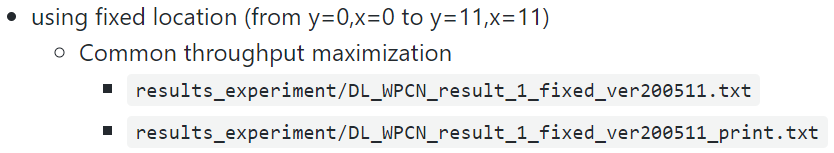 using fixed location (from y=0,x=0 to y=11,x=11)
Common throughput maximization
results_experiment/DL_WPCN_result_1_fixed_ver200511.txt
results_experiment/DL_WPCN_result_1_fixed_ver200511_print.txt